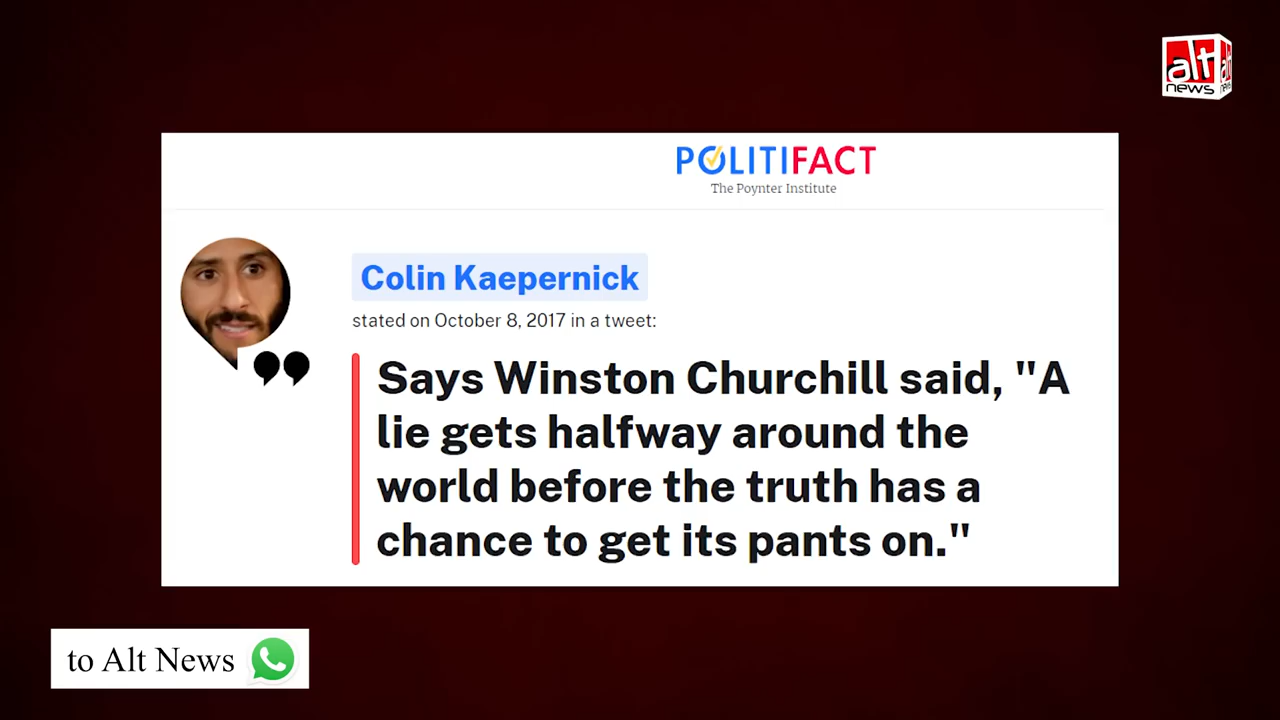 alt
news
POLITIFACT
The Poynter Institute
Colin Kaepernick
stated on October 8, 2017 in a tweet:
Says Winston Churchill said, "A
lie gets halfway around the
world before the truth has a
chance to get its pants on."
to Alt News